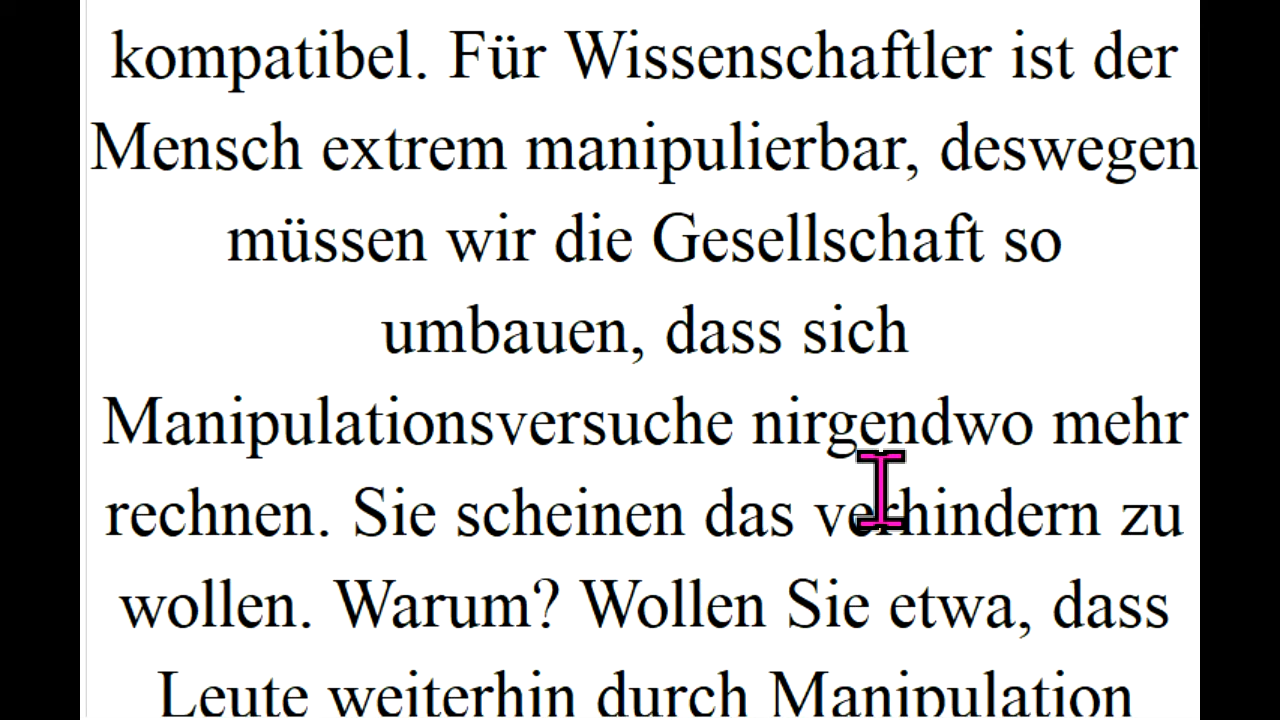 kompatibel. Für Wissenschaftler ist der
Mensch extrem manipulierbar, deswegen
müssen wir die Gesellschaft so
umbauen, dass sich
Manipulationsversuche nirgendwo mehr
rechnen. Sie scheinen das verhindern zu
wollen. Warum? Wollen Sie etwa, dass
Leute weiterhin durch Manipulation